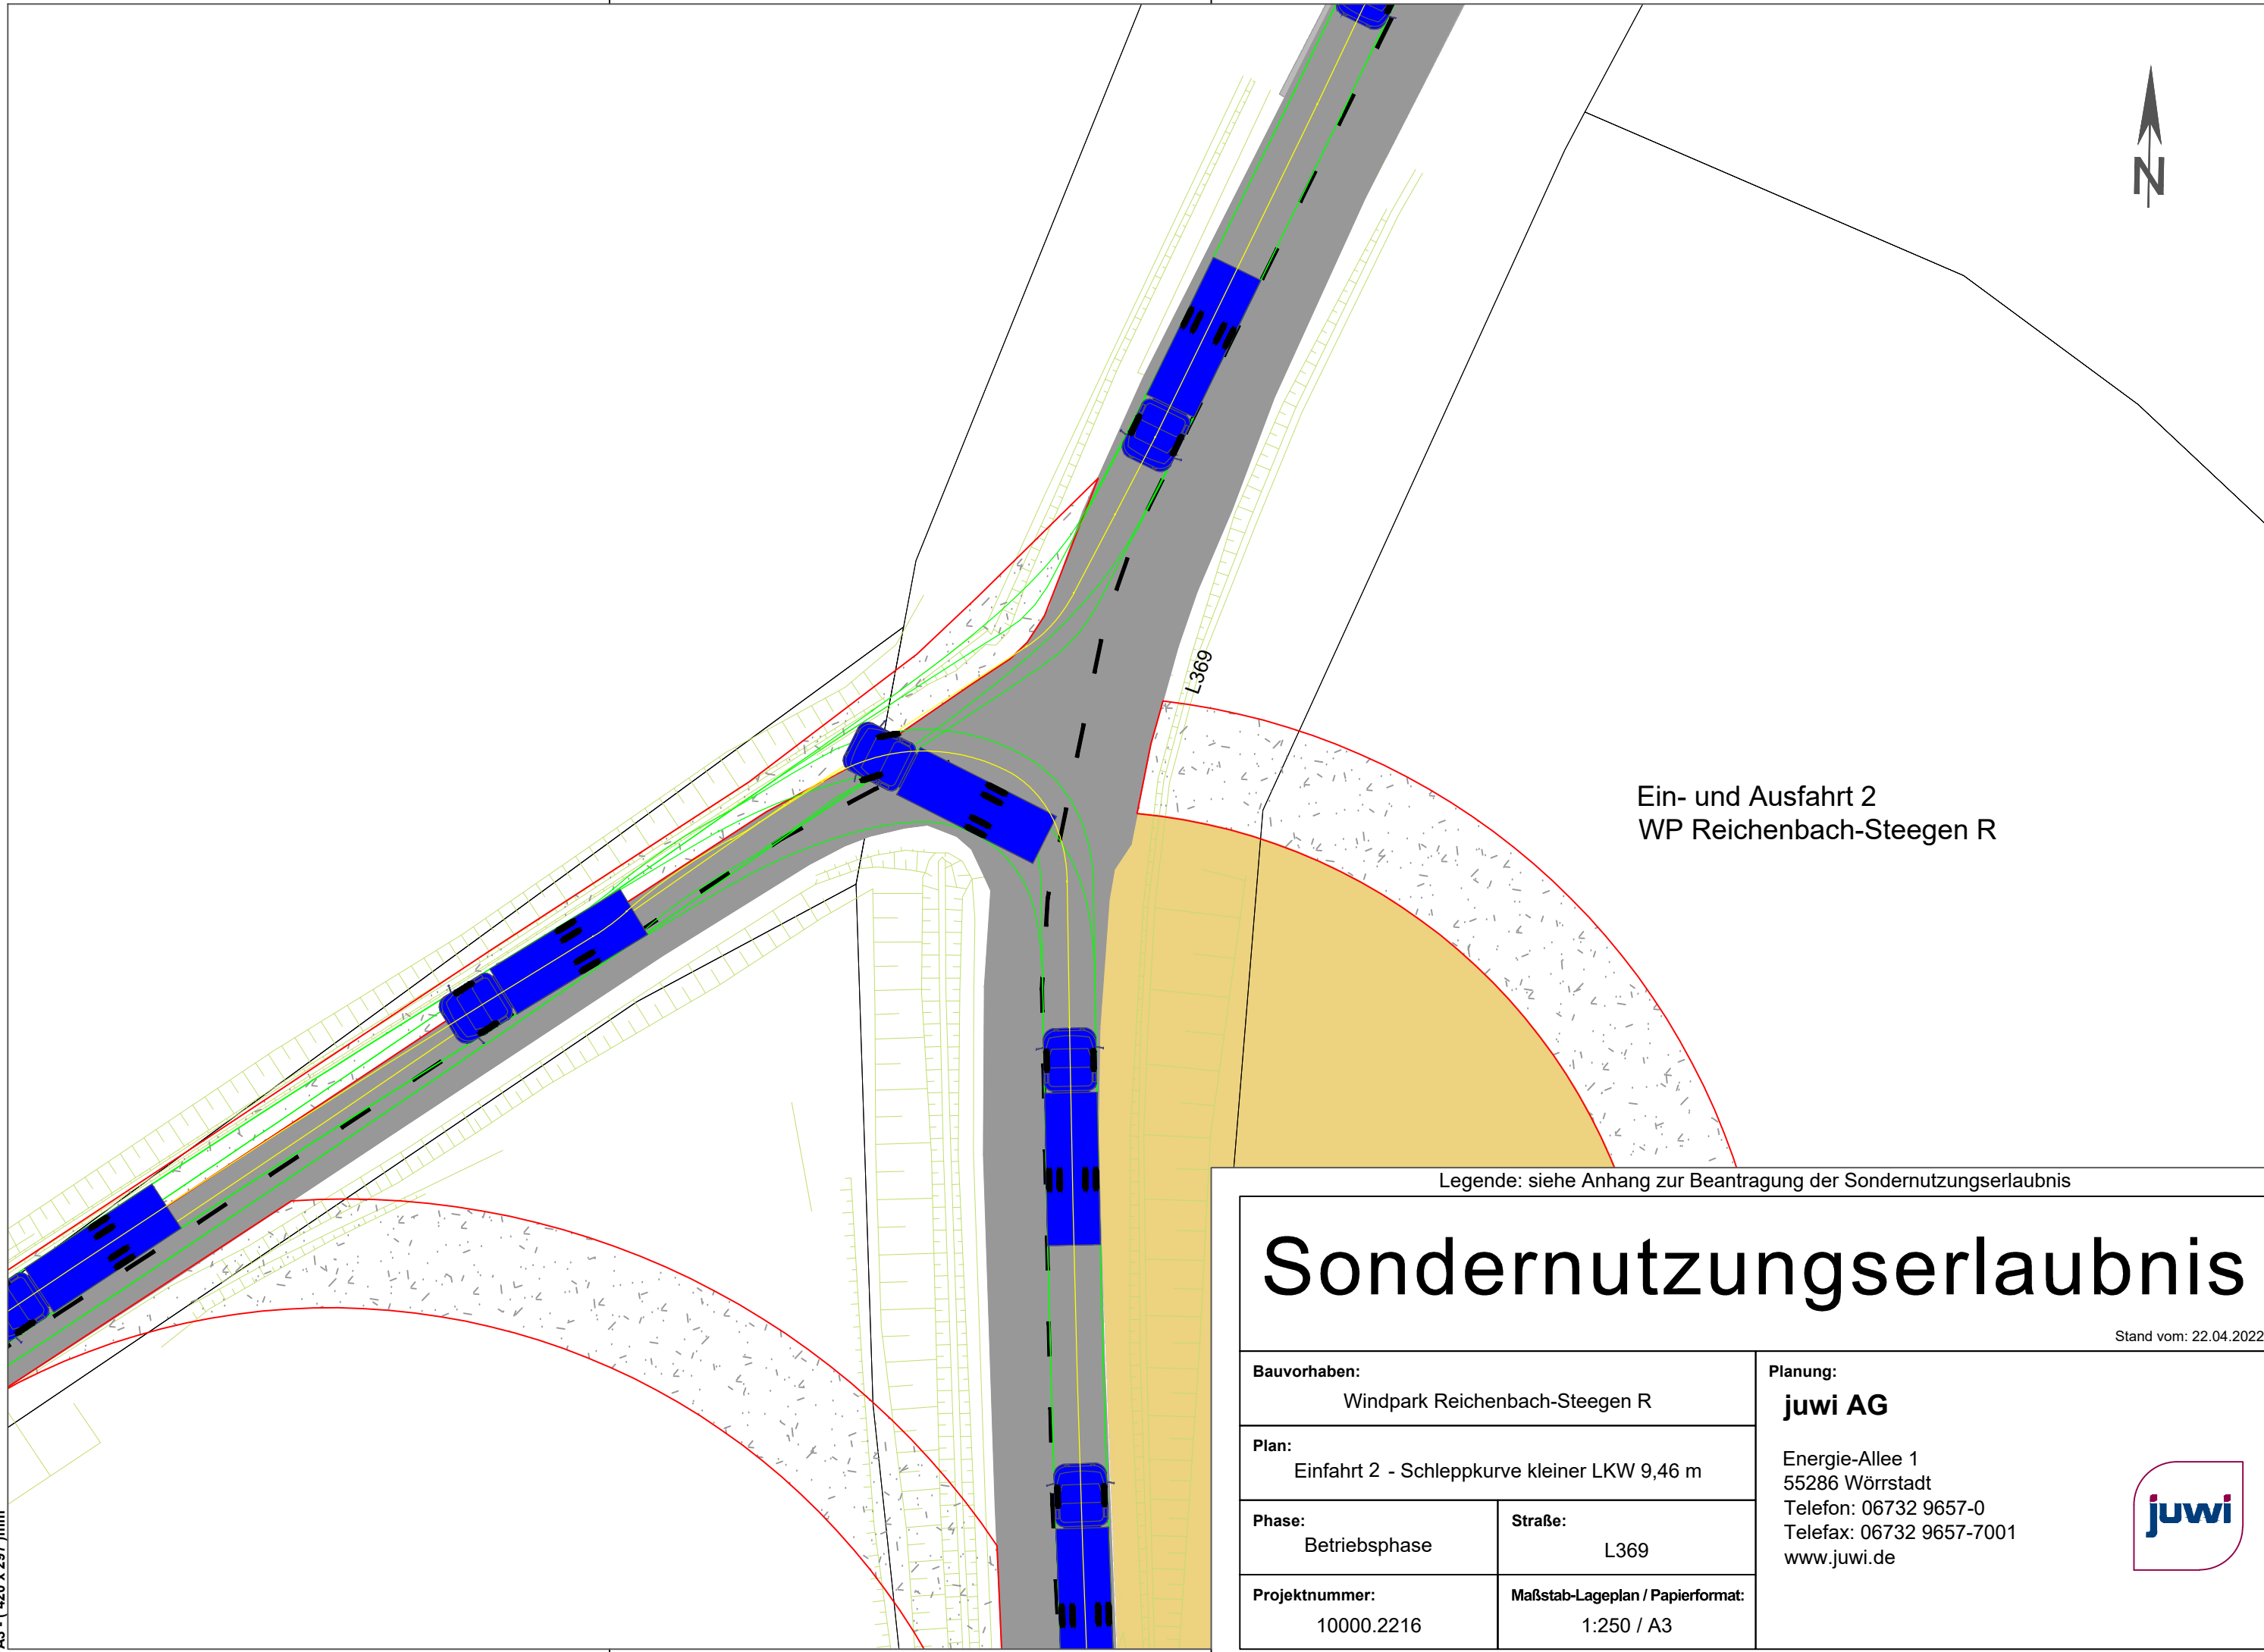 N
L369
Ein- und Ausfahrt 2
WP Reichenbach-Steegen R
Legende: siehe Anhang zur Beantragung der Sondernutzungserlaubnis
Sondernutzungserlaubnis
Stand vom: 22.04.2022
Bauvorhaben:
Windpark Reichenbach-Steegen R
Plan:
Einfahrt 2 - Schleppkurve kleiner LKW 9,46 m
Phase:
Betriebsphase
Straße:
L369
Projektnummer:
10000.2216
Maßstab-Lageplan / Papierformat:
1:250 / A3
Planung:
juwi AG
Energie-Allee 1
55286 Wörrstadt
Telefon: 06732 9657-0
Telefax: 06732 9657-7001
www.juwi.de
juwi